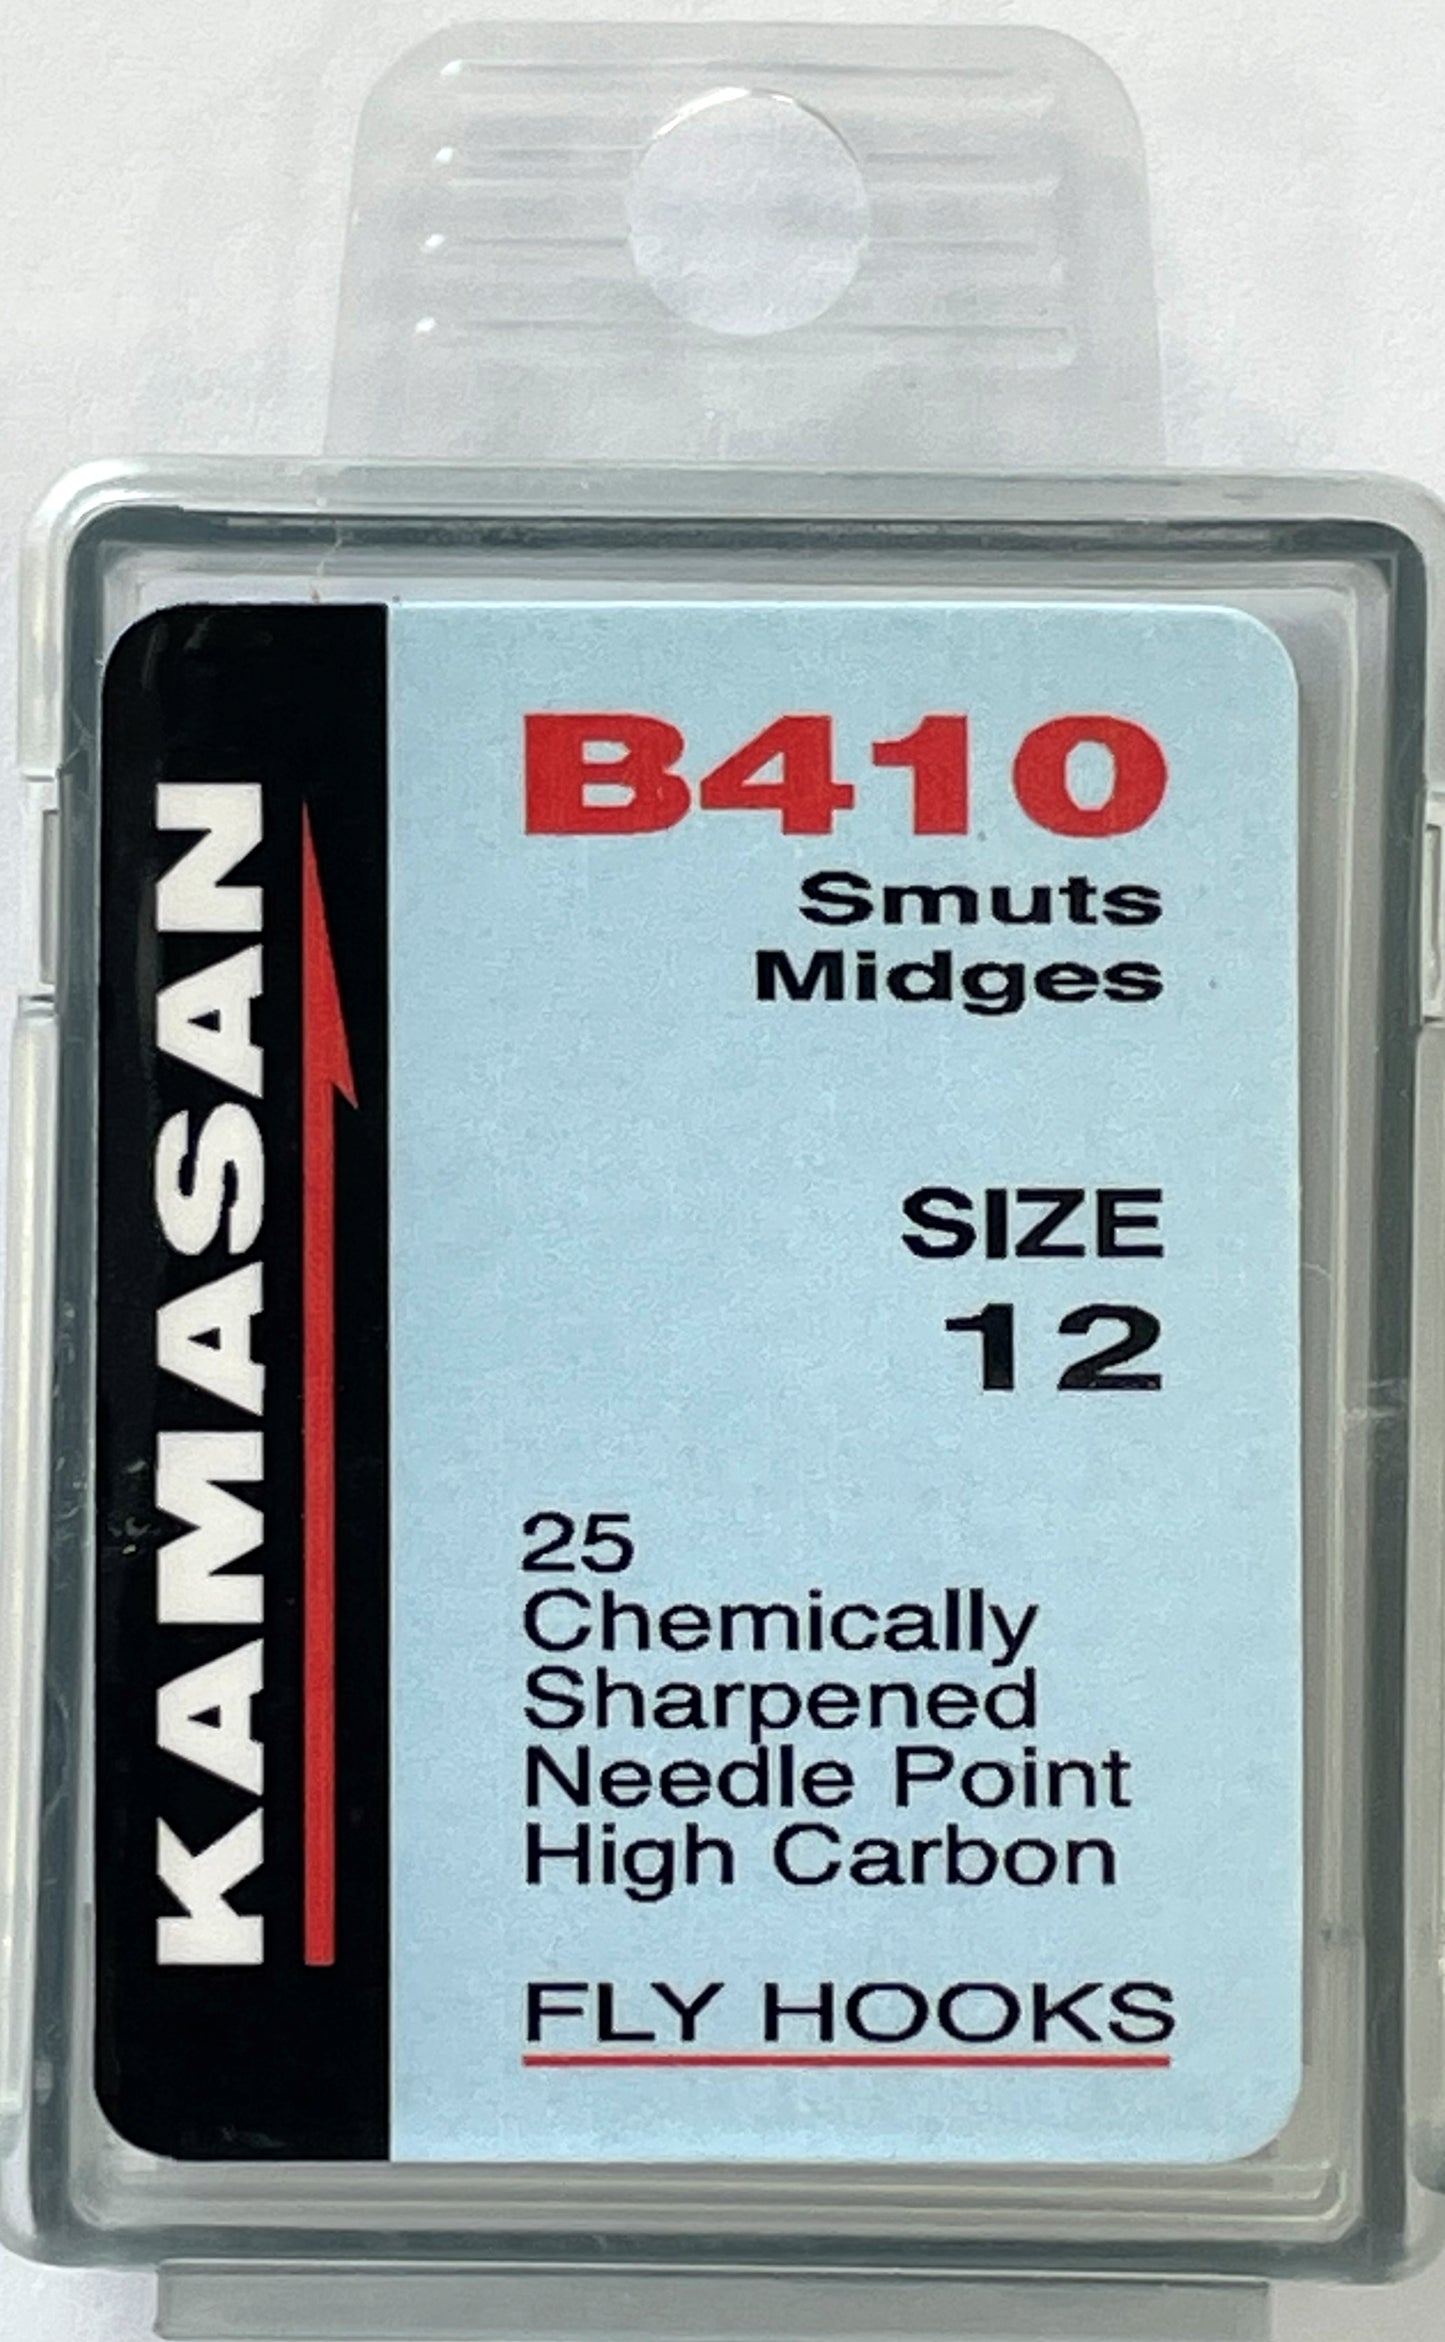 KAMASAN
B410
Smuts
Midges
SIZE
12
25
Chemically
Sharpened
Needle Point
High Carbon
FLY HOOKS